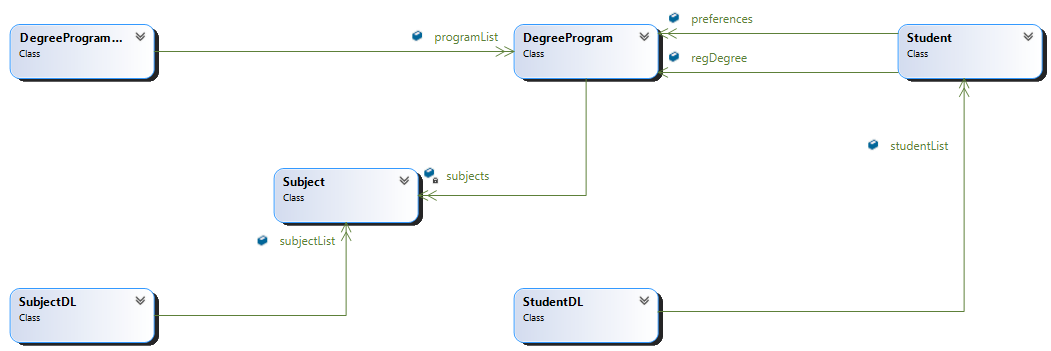 DegreeProgram...
Class
programList
DegreeProgram
Class
preferences
regDegree
Student
Class
studentList
Subject
Class
subjects
subjectList
SubjectDL
Class
StudentDL
Class